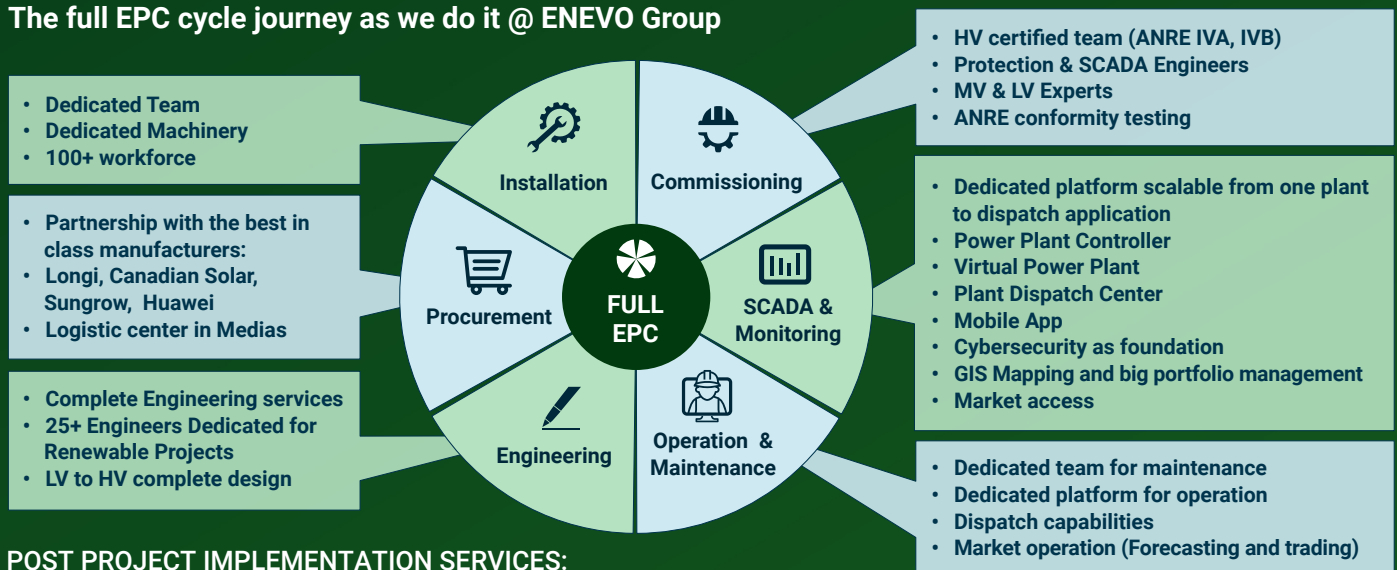 The full EPC cycle journey as we do it @ ENEVO Group
• Dedicated Team
• Dedicated Machinery
• 100+ workforce
• Partnership with the best in
class manufacturers:
• Longi, Canadian Solar,
Sungrow, Huawei
• Logistic center in Medias
• Complete Engineering services
• 25+ Engineers Dedicated for
Renewable Projects
• LV to HV complete design
Installation
Commissioning
Procurement
FULL
EPC
SCADA &
Monitoring
Engineering
Operation &
Maintenance
• HV certified team (ANRE IVA, IVB)
• Protection & SCADA Engineers
• MV & LV Experts
• ANRE conformity testing
• Dedicated platform scalable from one plant
to dispatch application
• Power Plant Controller
• Virtual Power Plant
• Plant Dispatch Center
• Mobile App
• Cybersecurity as foundation
• GIS Mapping and big portfolio management
• Market access
• Dedicated team for maintenance
• Dedicated platform for operation
• Dispatch capabilities
• Market operation (Forecasting and trading)
POST PROJECT IMPLEMENTATION SERVICES: